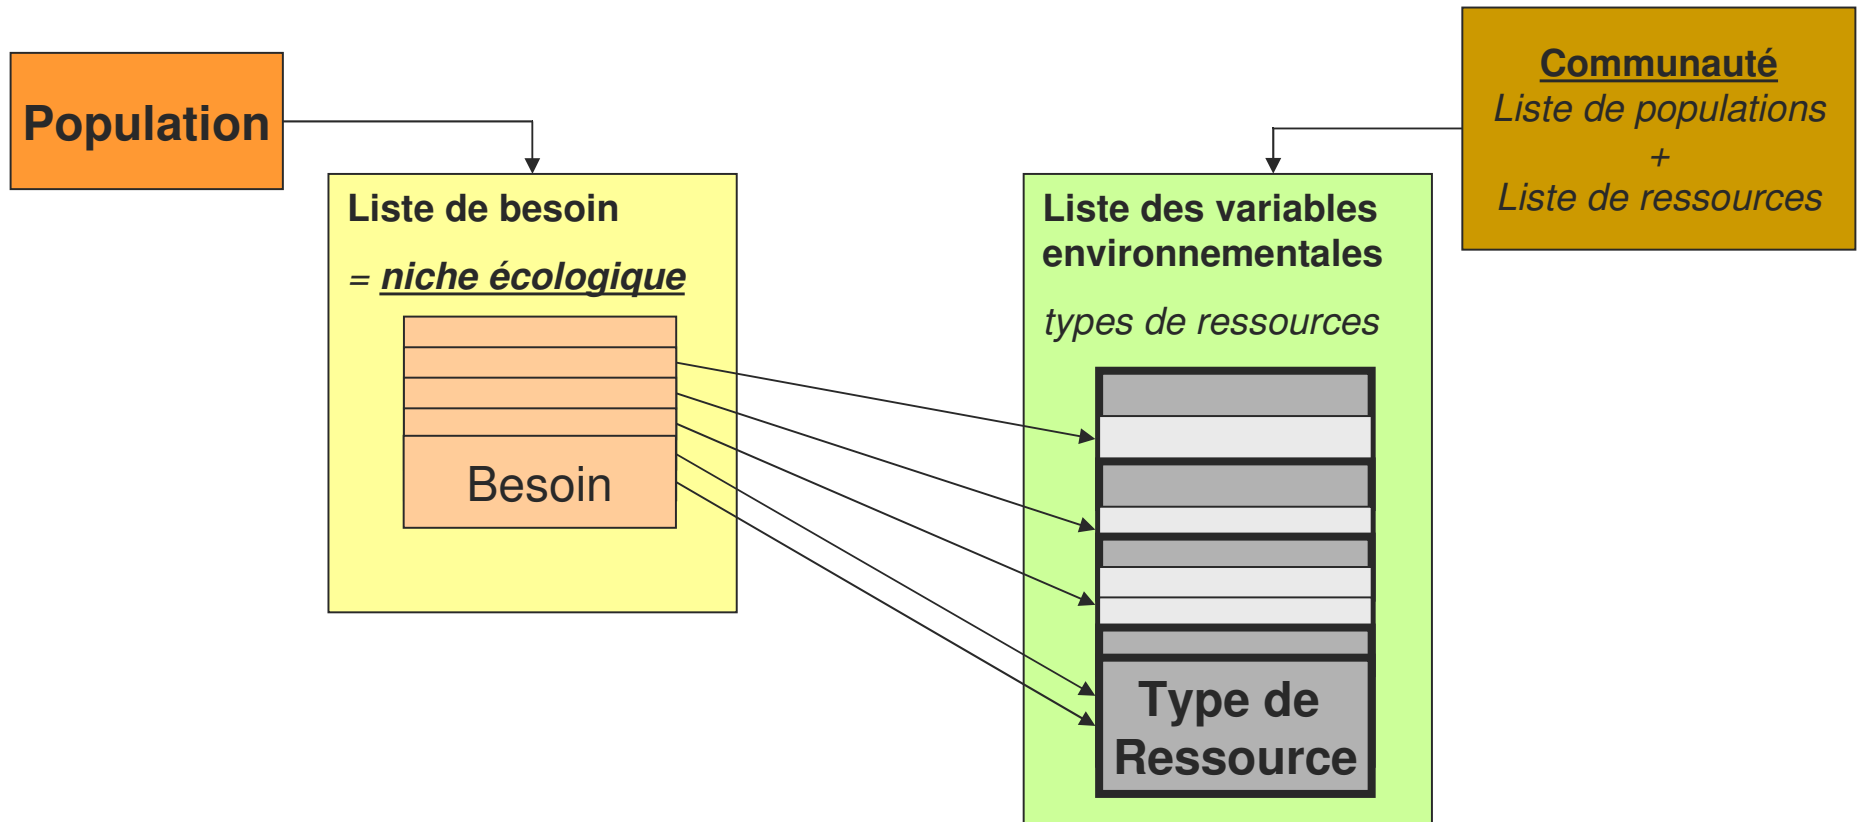 Population
Liste de besoin
= niche écologique
Besoin
Liste des variables
environnementales
types de ressources
Type de
Ressource
Communauté
Liste de populations
+
Liste de ressources